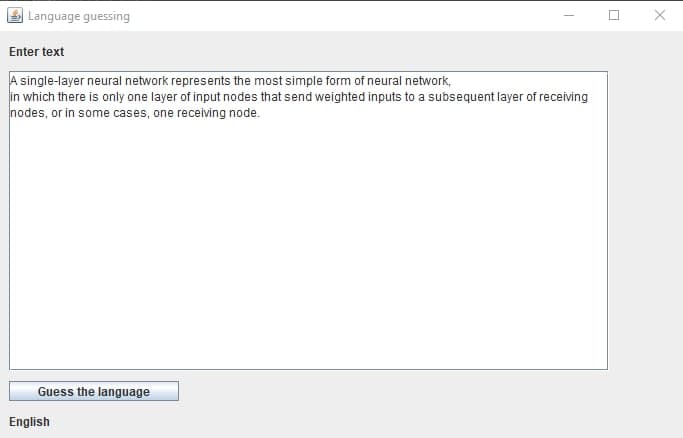 Language guessing
Enter text
A single-layer neural network represents the most simple form of neural network,
in which there is only one layer of input nodes that send weighted inputs to a subsequent layer of receiving
nodes, or in some cases, one receiving node.
Guess the language
English